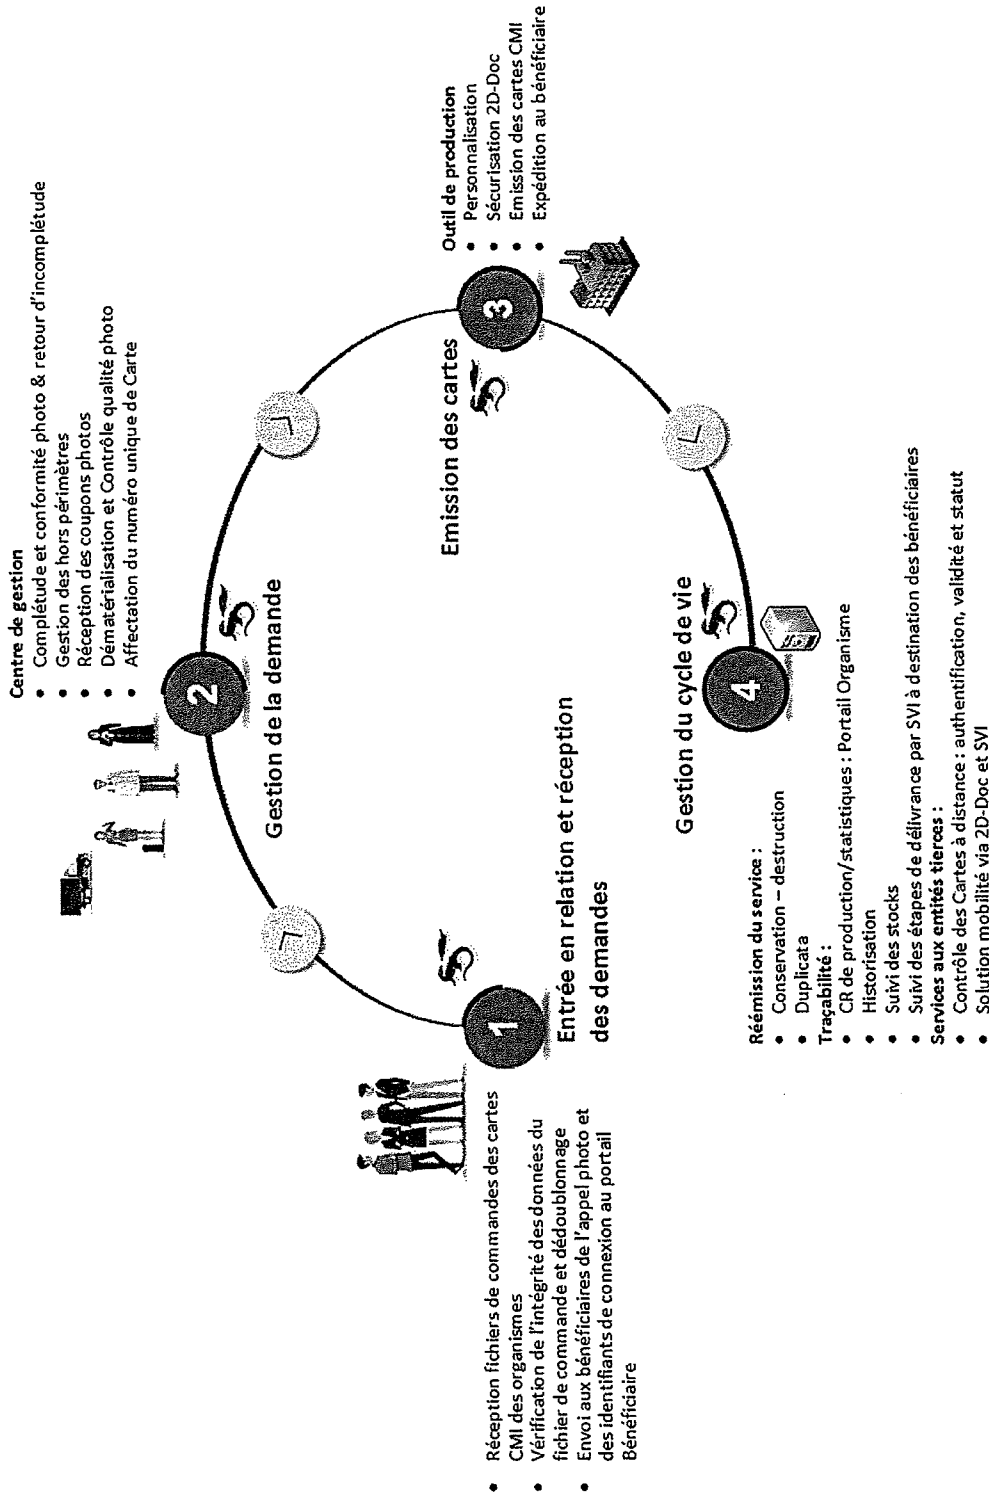 1
Entrée en relation et réception
des demandes
• Réception fichiers de commandes des cartes
CMI des organismes
• Vérification de l'intégrité des données du
fichier de commande et dédoublonnage
• Envoi aux bénéficiaires de l'appel photo et
des identifiants de connexion au portail
Bénéficiaire
2
Gestion de la demande
Centre de gestion
• Complétude et conformité photo & retour d'incomplétude
• Gestion des hors périmètres
• Réception des coupons photos
• Dématérialisation et Contrôle qualité photo
• Affectation du numéro unique de Carte
3
Emission des cartes
Outil de production
• Personnalisation
• Sécurisation 2D-Doc
• Emission des cartes CMI
• Expédition au bénéficiaire
4
Gestion du cycle de vie
Réémission du service :
• Conservation – destruction
• Duplicata
Traçabilité :
• CR de production/statistiques : Portail Organisme
• Historisation
• Suivi des stocks
• Suivi des étapes de délivrance par SVI à destination des bénéficiaires
Services aux entités tierces :
• Contrôle des Cartes à distance : authentification, validité et statut
• Solution mobilité via 2D-Doc et SVI